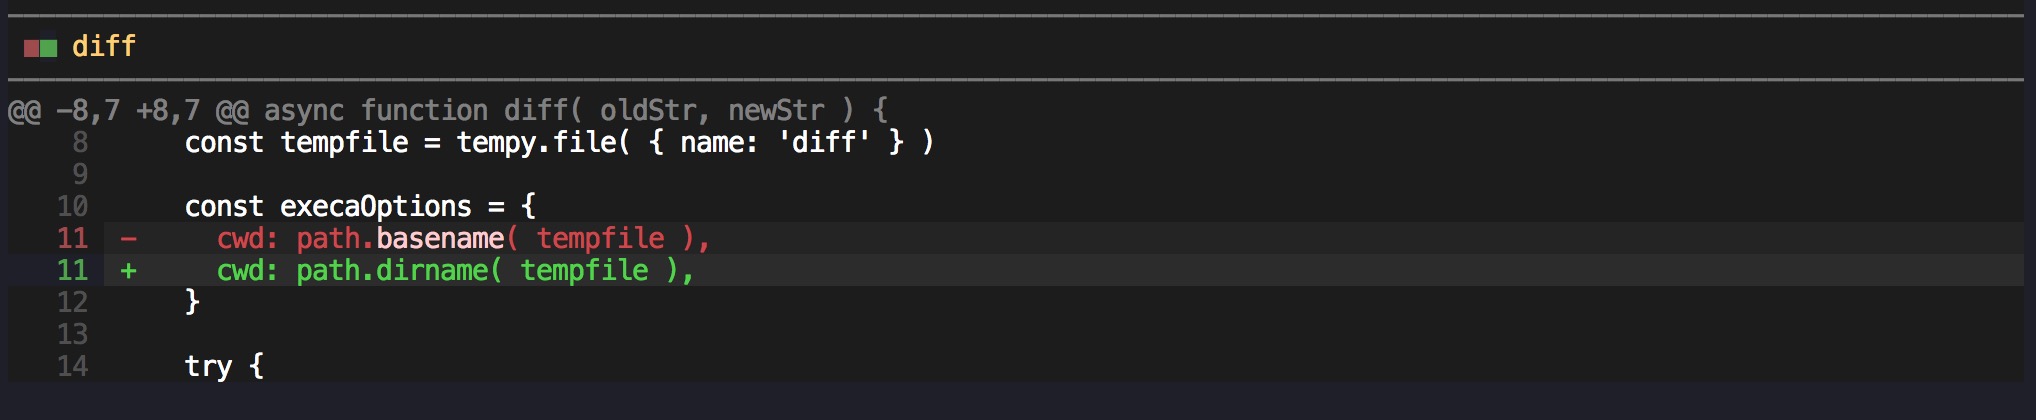 diff
@@ -8,7 +8,7 @@ async function diff( oldStr, newStr ) {
8 const tempfile = tempy.file( { name: 'diff' } )
9
10 const execaOptions = {
11 - cwd: path.basename( tempfile ),
11 + cwd: path.dirname( tempfile ),
12 }
13
14 try {